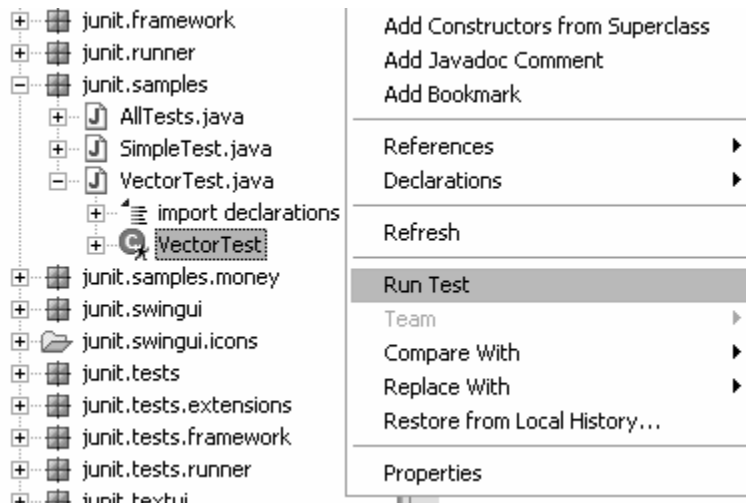 junit.framework
junit.runner
junit.samples
J AllTests.java
J SimpleTest.java
J VectorTest.java
import declarations
C VectorTest
junit.samples.money
junit.swingui
junit.swingui.icons
junit.tests
junit.tests.extensions
junit.tests.framework
junit.tests.runner
junit.textui
Add Constructors from Superclass
Add Javadoc Comment
Add Bookmark
References
Declarations
Refresh
Run Test
Team
Compare With
Replace With
Restore from Local History...
Properties